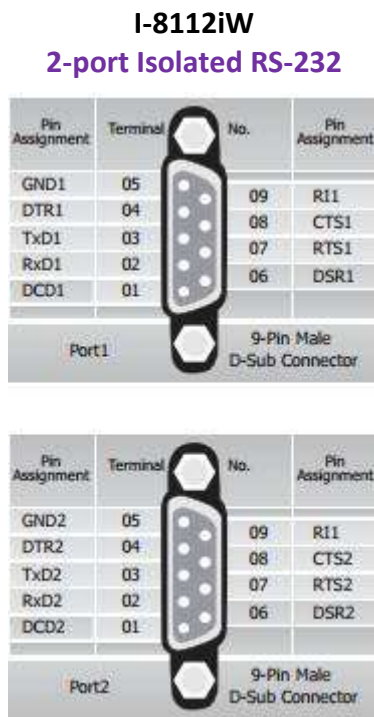 I-8112iW
2-port Isolated RS-232
Pin Assignment Terminal No. Pin Assignment
GND1 05
09 RI1
DTR1 04
08 CTS1
TxD1 03
07 RTS1
RxD1 02
06 DSR1
DCD1 01
Port1
9-Pin Male
D-Sub Connector
Pin Assignment Terminal No. Pin Assignment
GND2 05
09 RI1
DTR2 04
08 CTS2
TxD2 03
07 RTS2
RxD2 02
06 DSR2
DCD2 01
Port2
9-Pin Male
D-Sub Connector